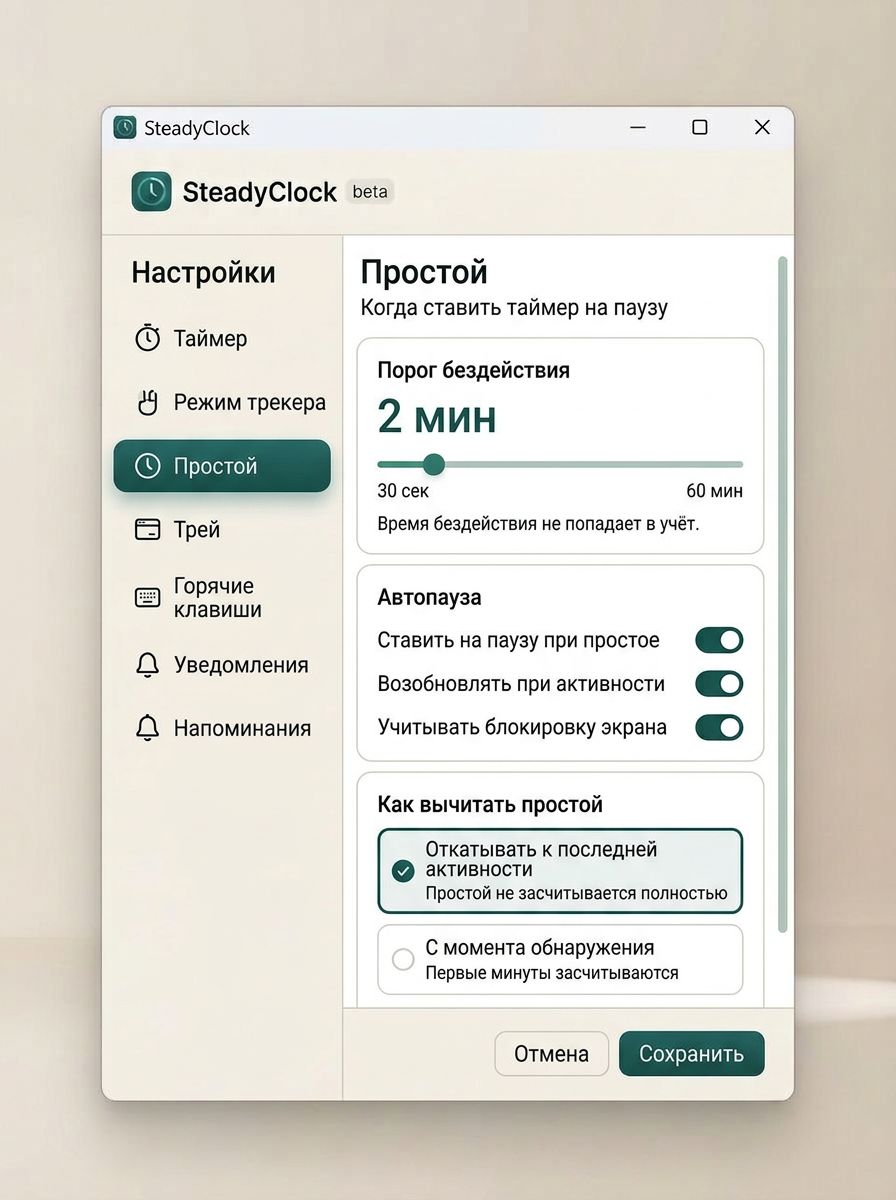 SteadyClock
SteadyClock beta
Настройки
Таймер
Режим трекера
Простой
Трей
Горячие
клавиши
Уведомления
Напоминания
Простой
Когда ставить таймер на паузу
Порог бездействия
2 мин
30 сек 60 мин
Время бездействия не попадает в учёт.
Автопауза
Ставить на паузу при простое
Возобновлять при активности
Учитывать блокировку экрана
Как вычитать простой
Откатывать к последней
активности
Простой не засчитывается полностью
С момента обнаружения
Первые минуты засчитываются
Отмена Сохранить